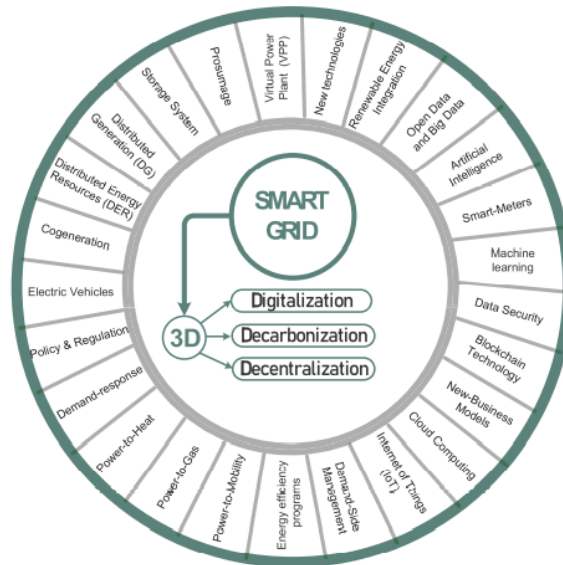 SMART
GRID
3D
Digitalization
Decarbonization
Decentralization
Virtual Power
Plant (VPP)
New technologies
Renewable Energy
Integration
Open Data
and Big Data
Artificial
Intelligence
Smart-Meters
Machine
learning
Data Security
Blockchain
Technology
New-Business
Models
Cloud Computing
Internet of Things
(IoT)
Demand-Side
Management
Energy efficiency
programs
Power-to-Mobility
Power-to-Gas
Power-to-Heat
Demand-response
Policy & Regulation
Electric Vehicles
Cogeneration
Distributed Energy
Resources (DER)
Distributed
Generation (DG)
Storage System
Prosumage